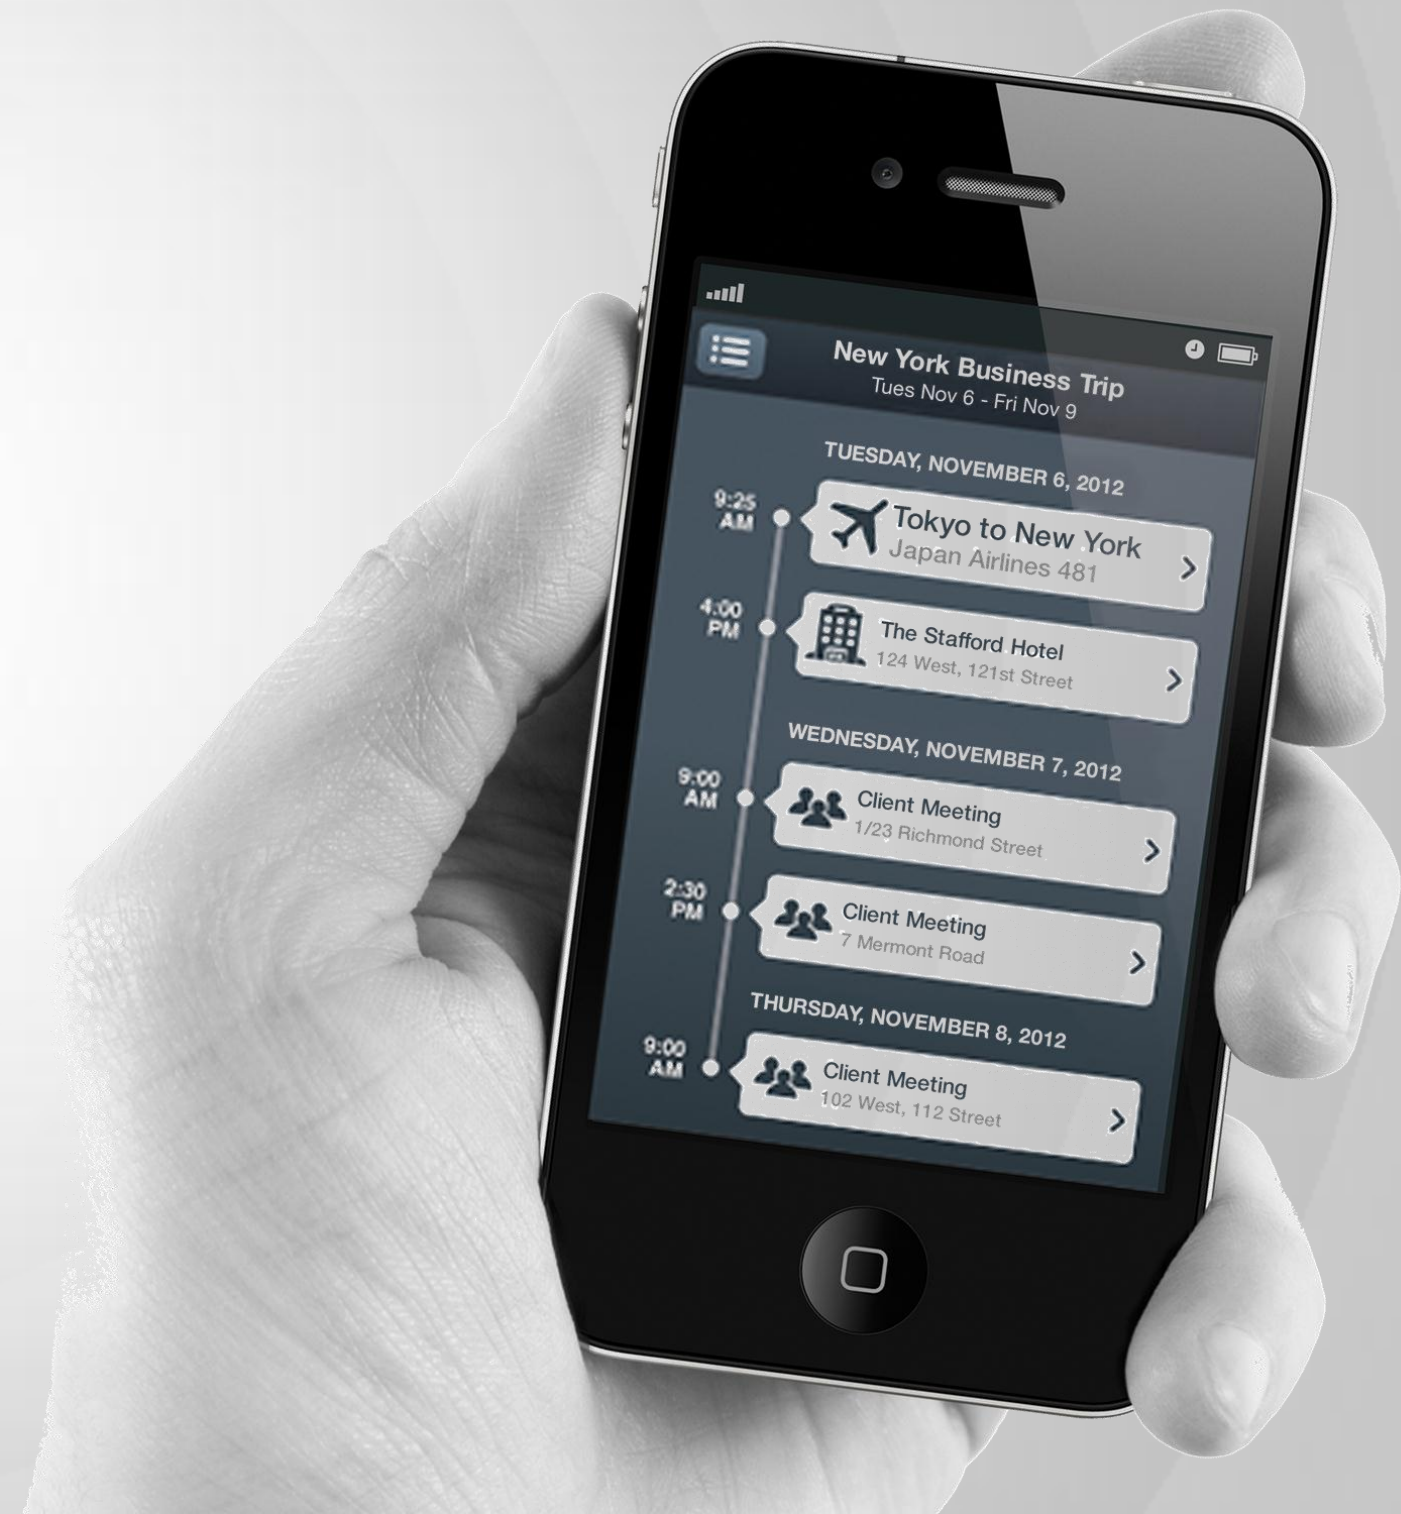 New York Business Trip
Tues Nov 6 - Fri Nov 9
TUESDAY, NOVEMBER 6, 2012
9:25
AM
Tokyo to New York
Japan Airlines 481
4:00
PM
The Stafford Hotel
124 West, 121st Street
WEDNESDAY, NOVEMBER 7, 2012
9:00
AM
Client Meeting
1/23 Richmond Street
2:30
PM
Client Meeting
7 Mermont Road
THURSDAY, NOVEMBER 8, 2012
9:00
AM
Client Meeting
102 West, 112 Street